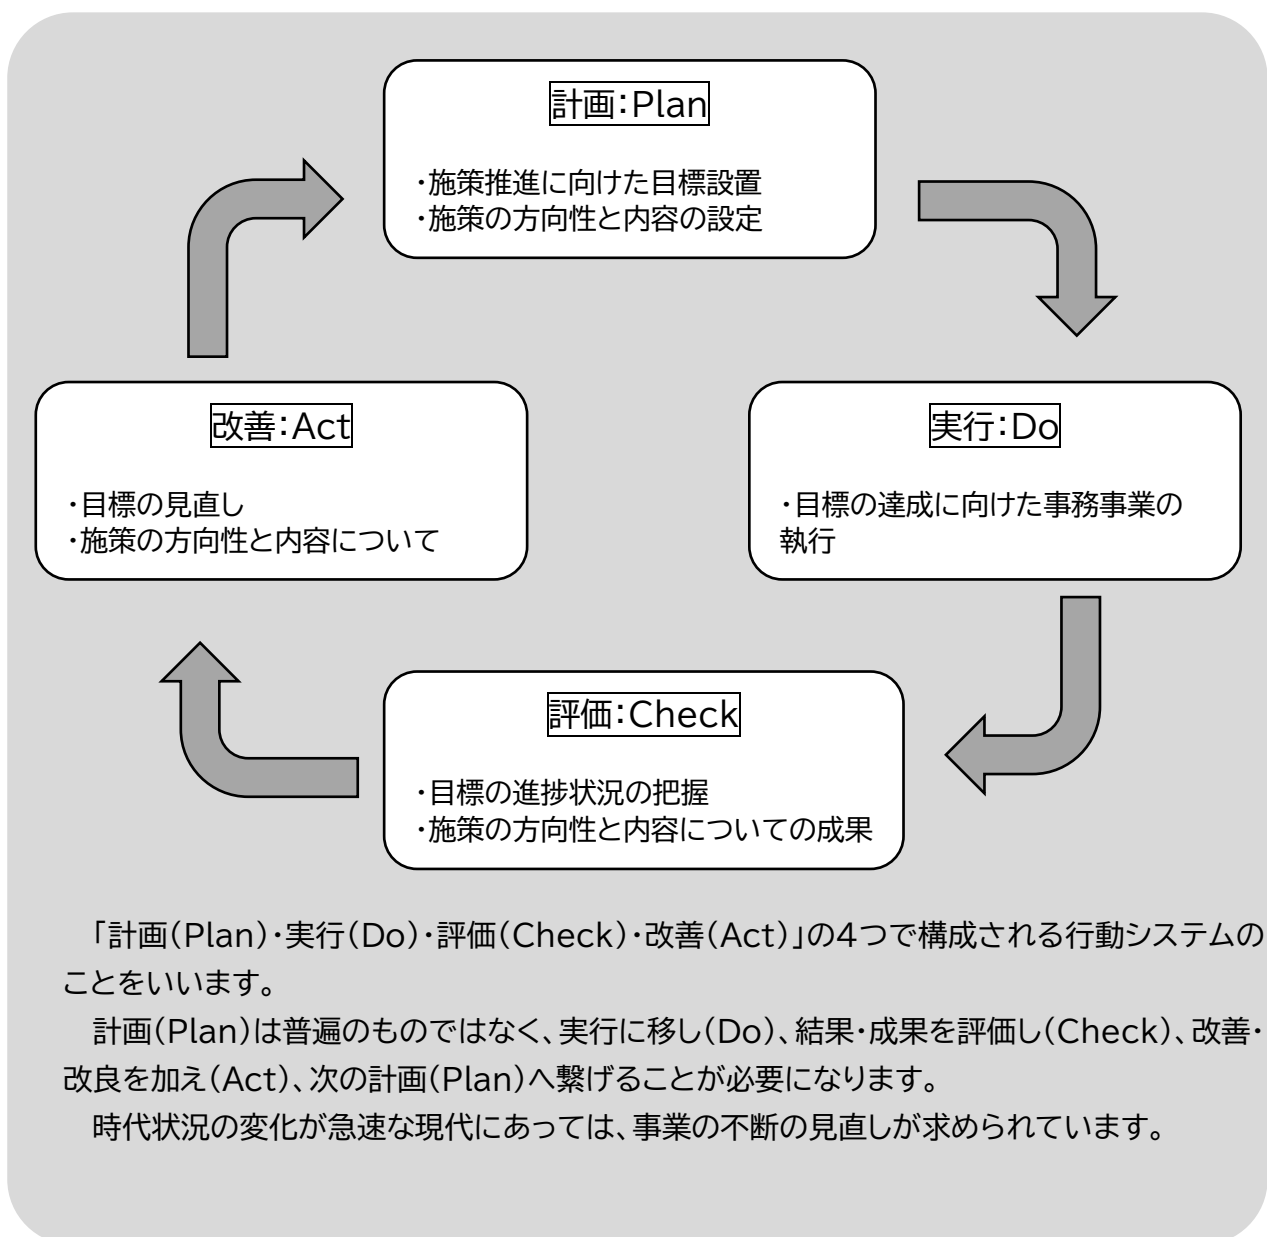 計画：Plan
・施策推進に向けた目標設置
・施策の方向性と内容の設定
実行：Do
・目標の達成に向けた事務事業の
執行
評価：Check
・目標の進捗状況の把握
・施策の方向性と内容についての成果
改善：Act
・目標の見直し
・施策の方向性と内容について
「計画（Plan）・実行（Do）・評価（Check）・改善（Act）」の４つで構成される行動システムの
ことをいいます。
計画（Plan）は普遍のものではなく、実行に移し（Do）、結果・成果を評価し（Check）、改善・
改良を加え（Act）、次の計画（Plan）へ繋げることが必要になります。
時代状況の変化が急速な現代にあっては、事業の不断の見直しが求められています。